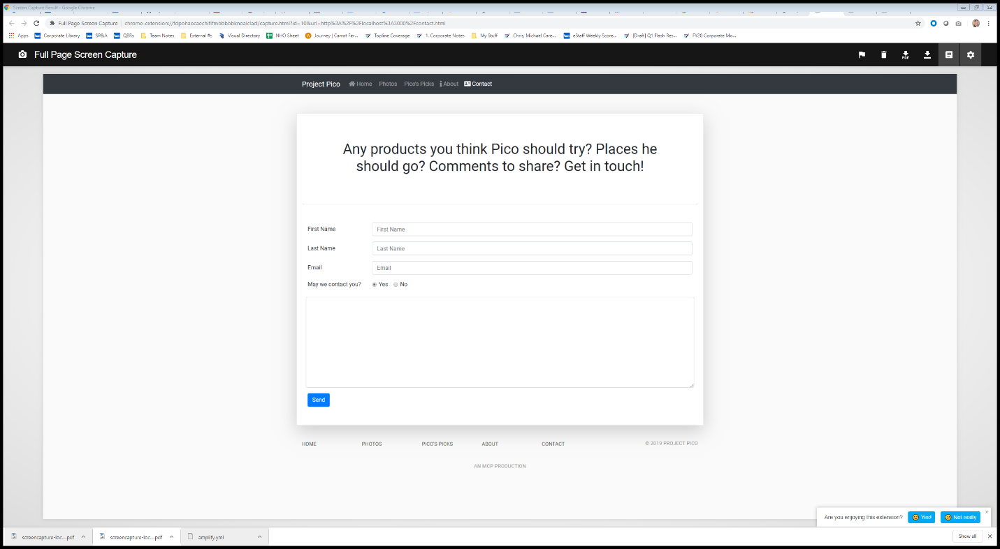 Screen Capture Result - Google Chrome
Full Page Screen Capture
chrome-extension://fdpohaocaechififmbbbbbknoalclacl/capture.html?id=10&url=http%3A%2F%2Flocalhost%3A3000%2Fcontact.html
Apps Corporate Library SP&A QBRs Team Notes External #s Visual Directory NHO Sheet Journey | Carrot Fer... Topline Coverage 1. Corporate Notes My Stuff Chris, Michael Care... eStaff Weekly Score... [Draft] Q1 Flash Res... FY20 Corporate Mo...
Full Page Screen Capture
PDF
Project Pico Home Photos Pico's Picks About Contact
Any products you think Pico should try? Places he
should go? Comments to share? Get in touch!
First Name First Name
Last Name Last Name
Email Email
May we contact you? Yes No
Send
HOME PHOTOS PICO'S PICKS ABOUT CONTACT © 2019 PROJECT PICO
AN MCP PRODUCTION
Are you enjoying this extension? Yes! Not really
screencapture-loc....pdf screencapture-loc....pdf amplify.yml Show all